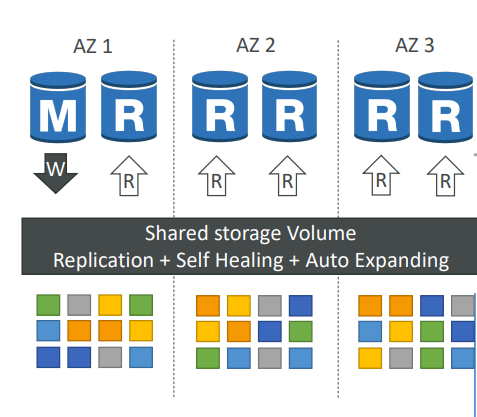 AZ 1 AZ 2 AZ 3
M R R R R R
W R R R R R
Shared storage Volume
Replication + Self Healing + Auto Expanding